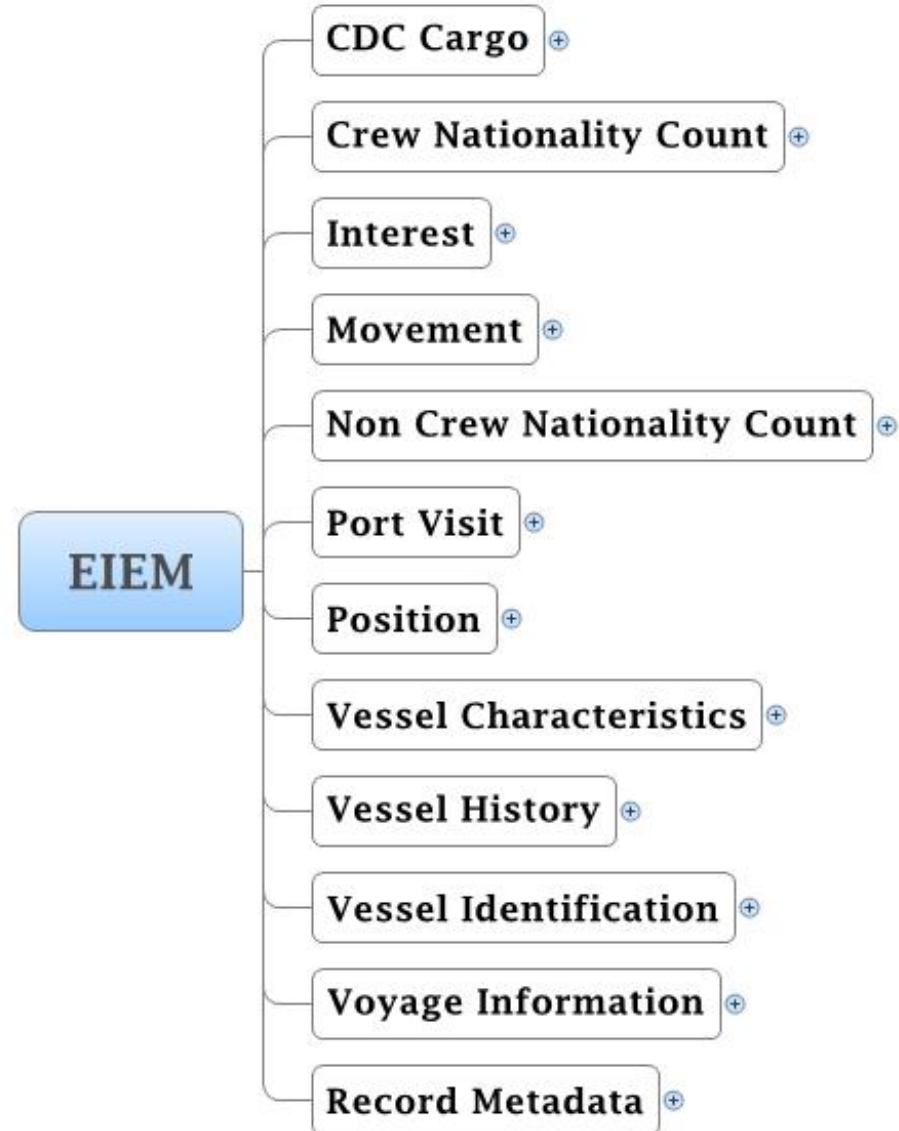 CDC Cargo
Crew Nationality Count
Interest
Movement
Non Crew Nationality Count
Port Visit
EIEM
Position
Vessel Characteristics
Vessel History
Vessel Identification
Voyage Information
Record Metadata